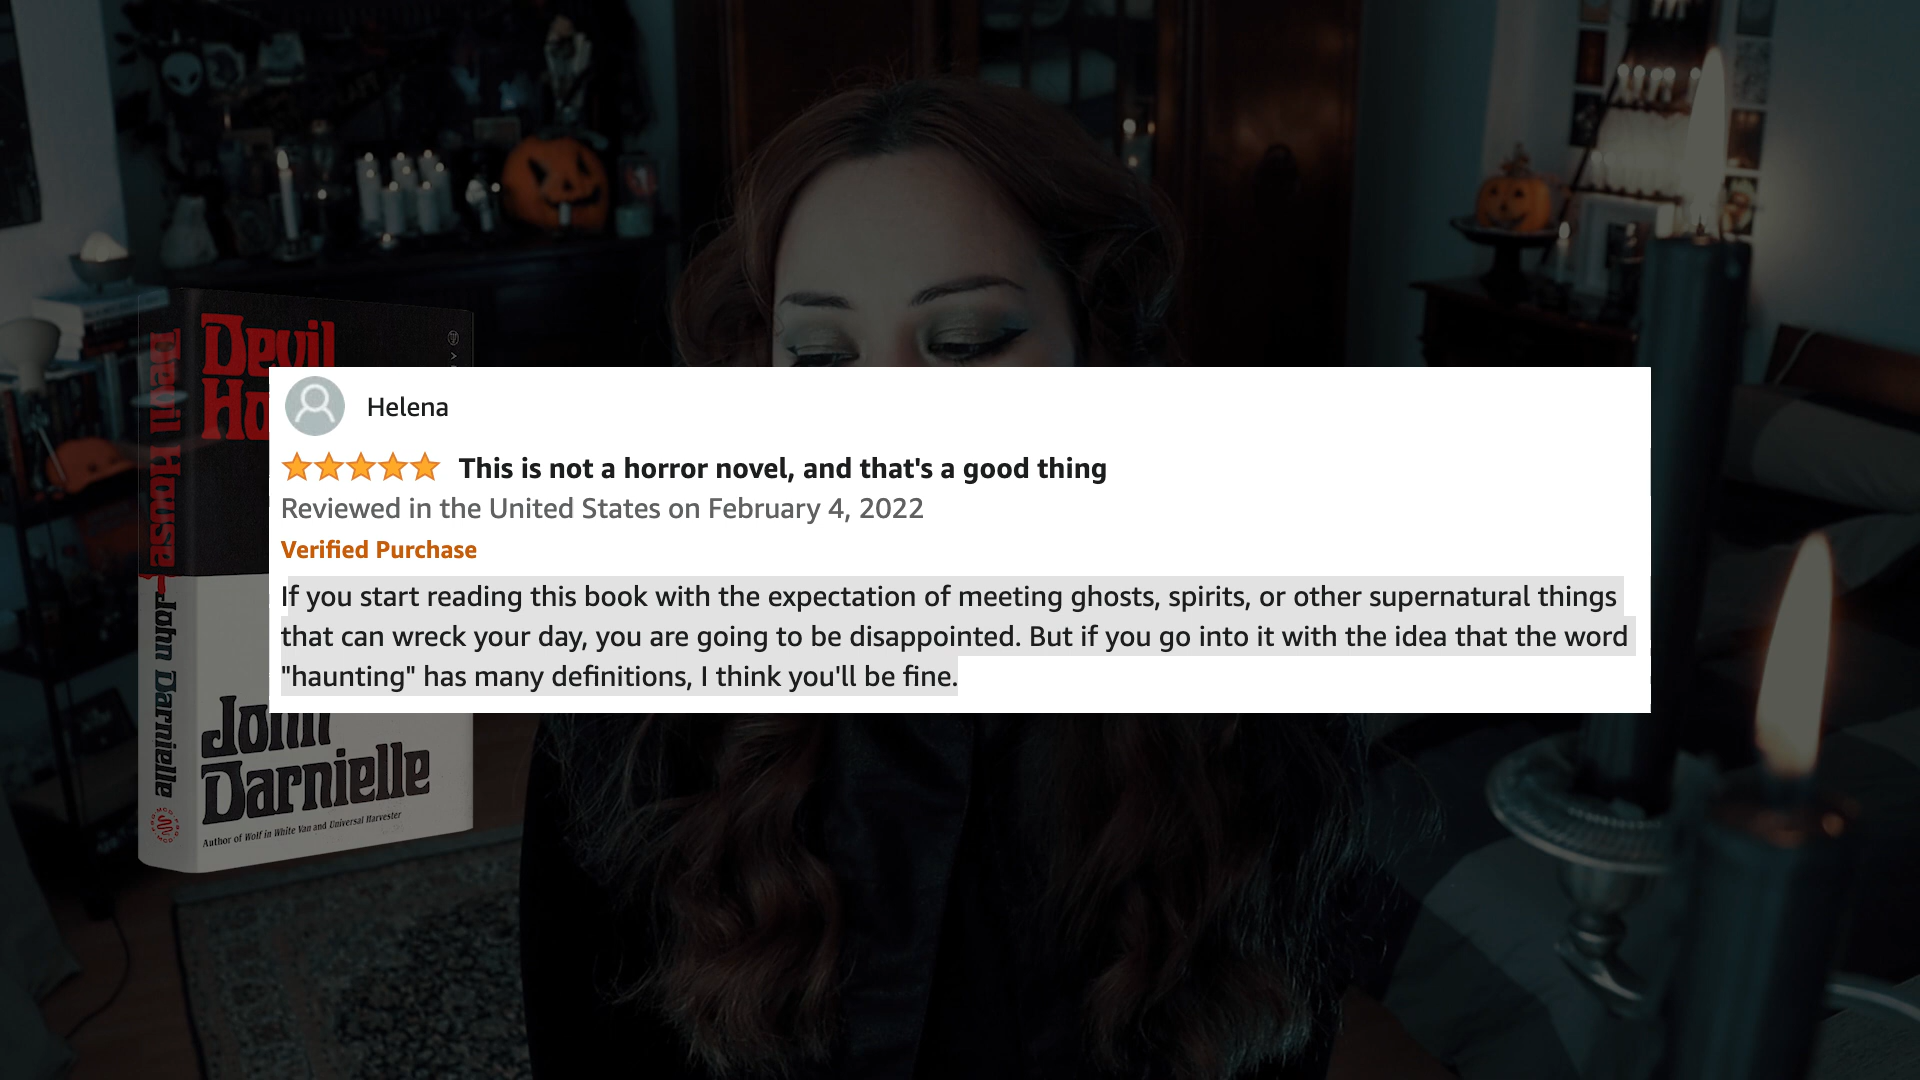 Devil
Devil House
John Darnielle
Helena
This is not a horror novel, and that's a good thing
Reviewed in the United States on February 4, 2022
Verified Purchase
If you start reading this book with the expectation of meeting ghosts, spirits, or other supernatural things
that can wreck your day, you are going to be disappointed. But if you go into it with the idea that the word
"haunting" has many definitions, I think you'll be fine.
John
Darnielle
Author of Wolf in White Van and Universal Harvester